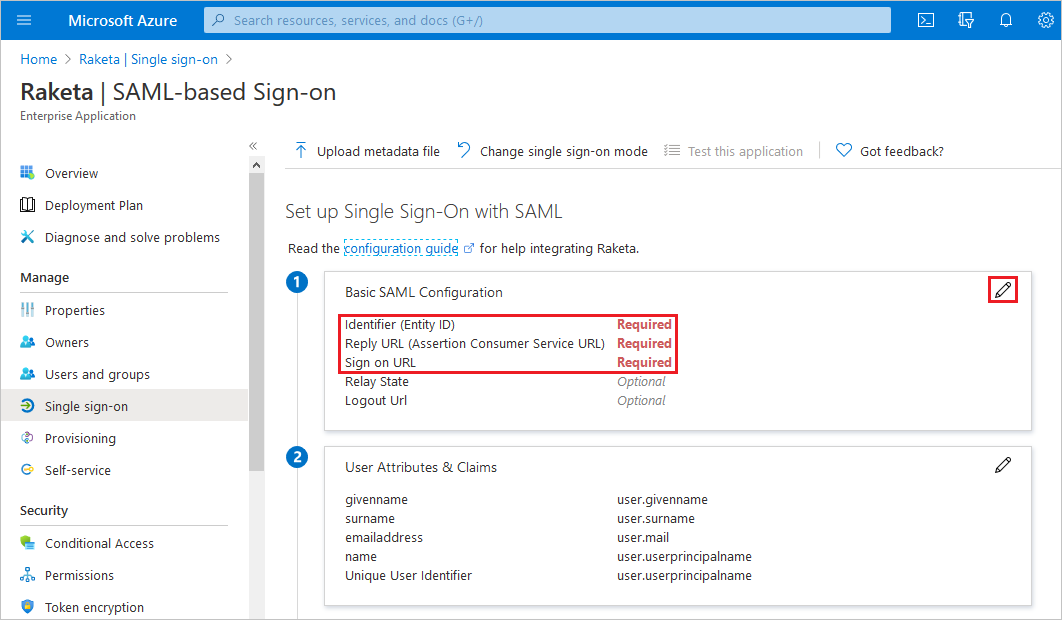 Microsoft Azure
Search resources, services, and docs (G+/)
Home > Raketa | Single sign-on >
Raketa | SAML-based Sign-on
Enterprise Application
«
Overview
Deployment Plan
Diagnose and solve problems
Manage
Properties
Owners
Users and groups
Single sign-on
Provisioning
Self-service
Security
Conditional Access
Permissions
Token encryption
Upload metadata file Change single sign-on mode Test this application Got feedback?
Set up Single Sign-On with SAML
Read the configuration guide for help integrating Raketa.
1
Basic SAML Configuration
Identifier (Entity ID) Required
Reply URL (Assertion Consumer Service URL) Required
Sign on URL Required
Relay State Optional
Logout Url Optional
2
User Attributes & Claims
givenname user.givenname
surname user.surname
emailaddress user.mail
name user.userprincipalname
Unique User Identifier user.userprincipalname